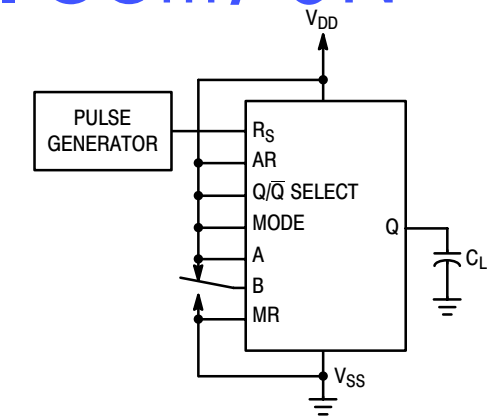 V_DD
PULSE
GENERATOR
R_S
AR
Q/Q̅ SELECT
MODE
Q
A
C_L
B
MR
V_SS